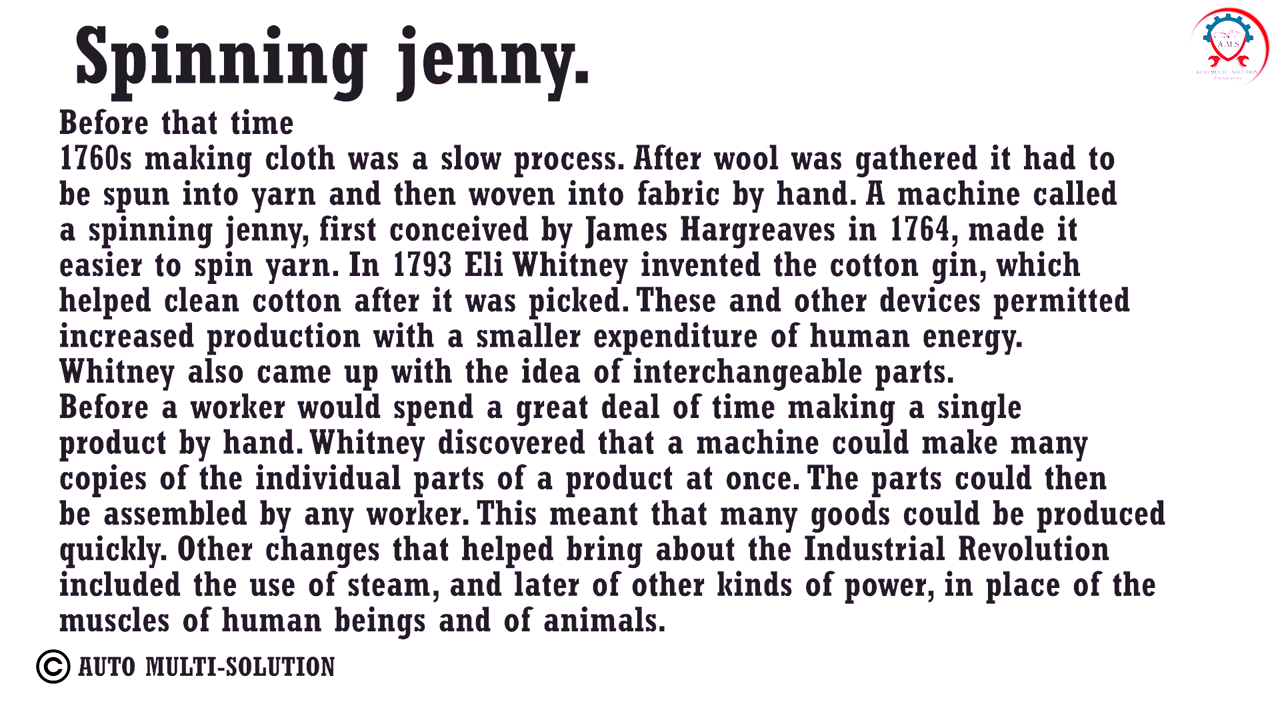 Spinning jenny.
A.M.S
AUTO MULTI - SOLUTION
Before that time
1760s making cloth was a slow process. After wool was gathered it had to
be spun into yarn and then woven into fabric by hand. A machine called
a spinning jenny, first conceived by James Hargreaves in 1764, made it
easier to spin yarn. In 1793 Eli Whitney invented the cotton gin, which
helped clean cotton after it was picked. These and other devices permitted
increased production with a smaller expenditure of human energy.
Whitney also came up with the idea of interchangeable parts.
Before a worker would spend a great deal of time making a single
product by hand. Whitney discovered that a machine could make many
copies of the individual parts of a product at once. The parts could then
be assembled by any worker. This meant that many goods could be produced
quickly. Other changes that helped bring about the Industrial Revolution
included the use of steam, and later of other kinds of power, in place of the
muscles of human beings and of animals.
© AUTO MULTI-SOLUTION